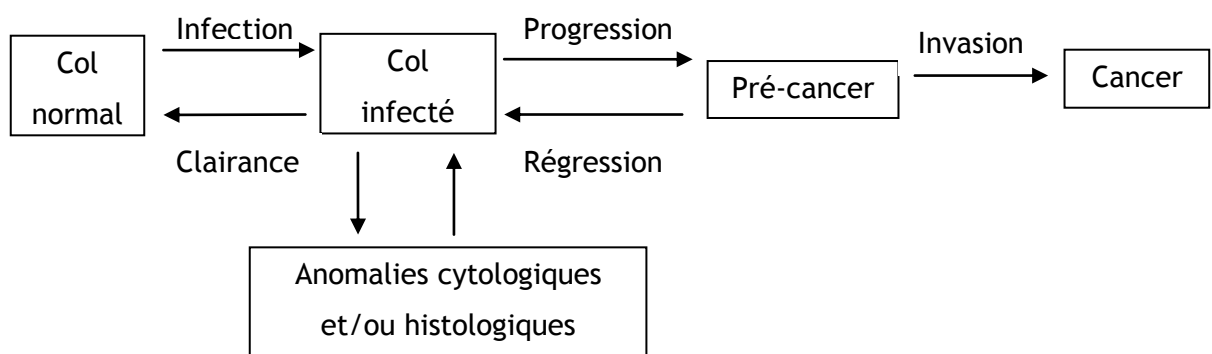 Infection
Progression
Invasion
Col
normal
Col
infecté
Pré-cancer
Cancer
Clairance
Régression
Anomalies cytologiques
et/ou histologiques